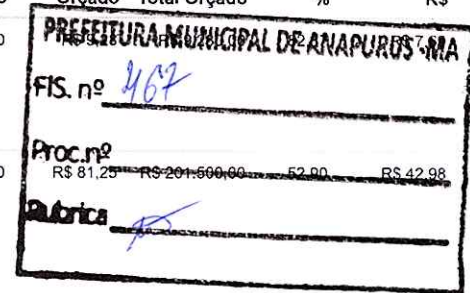 Orçado Total Orçado % R$
PREFEITURA MUNICIPAL DE ANAPURUS-MA
FIS. nº 467
Proc.nº
R$ 81,25 R$ 201.500,00 52,90 R$ 42,98
Rubrica